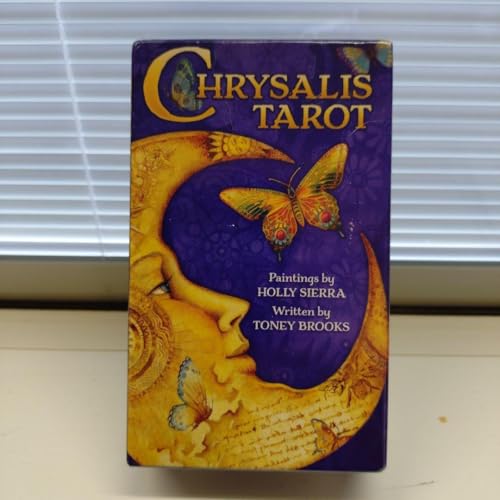 CHRYSALIS
TAROT
Paintings by
HOLLY SIERRA
Written by
TONEY BROOKS